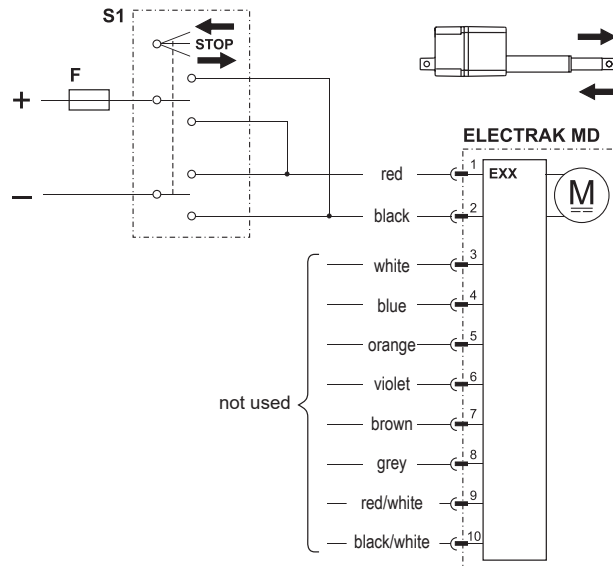 S1
STOP
F
+
–
ELECTRAK MD
red
1
EXX
M
black
2
white
3
blue
4
orange
5
violet
6
not used
brown
7
grey
8
red/white
9
black/white
10